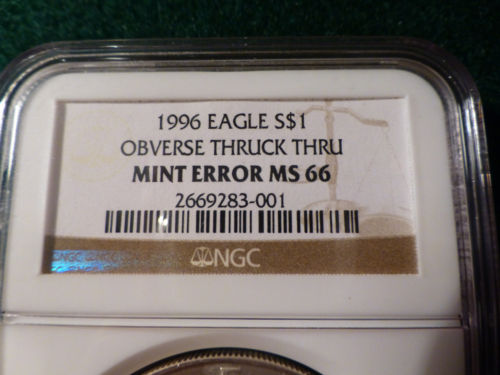 1996 EAGLE S$1
OBVERSE THRUCK THRU
MINT ERROR MS 66
2669283-001
NGC